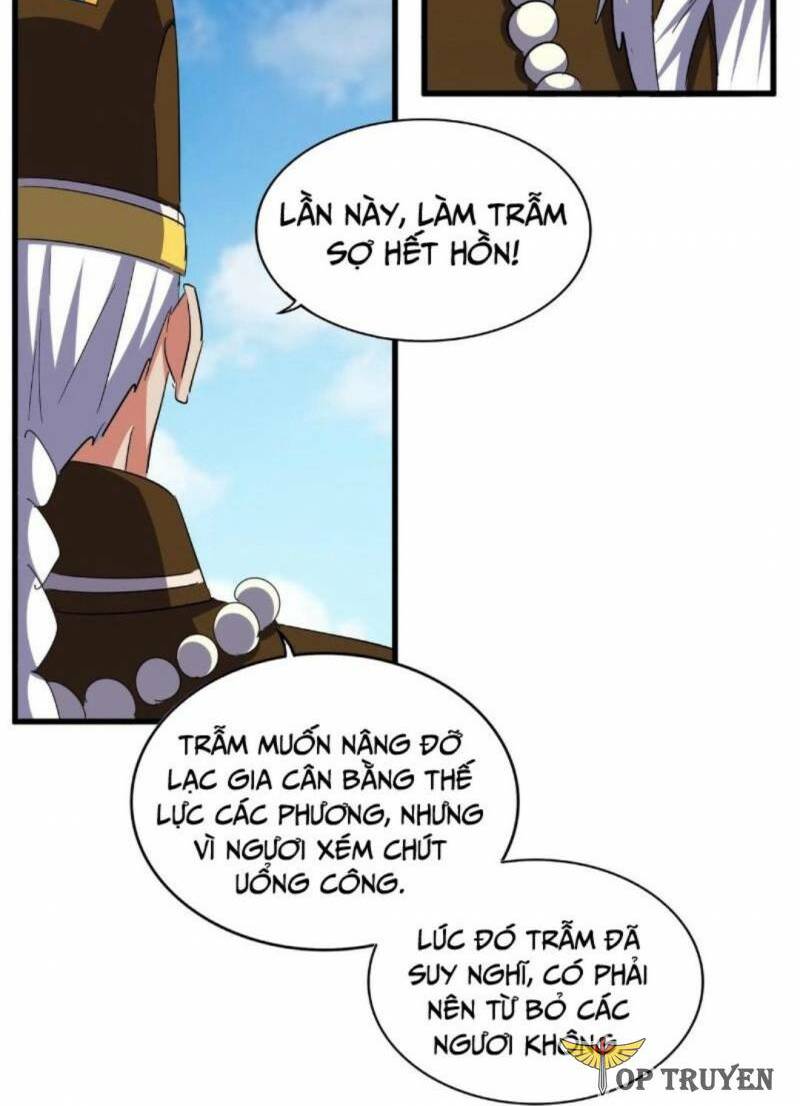 LẦN NÀY, LÀM TRẪM
SỢ HẾT HỒN!
TRẪM MUỐN NÂNG ĐỠ
LẠC GIA CÂN BẰNG THẾ
LỰC CÁC PHƯƠNG, NHƯNG
VÌ NGƯƠI XÉM CHÚT
UỔNG CÔNG.
LÚC ĐÓ TRẪM ĐÃ
SUY NGHĨ, CÓ PHẢI
NÊN TỪ BỎ CÁC
NGƯƠI KHÔNG
TOP TRUYEN